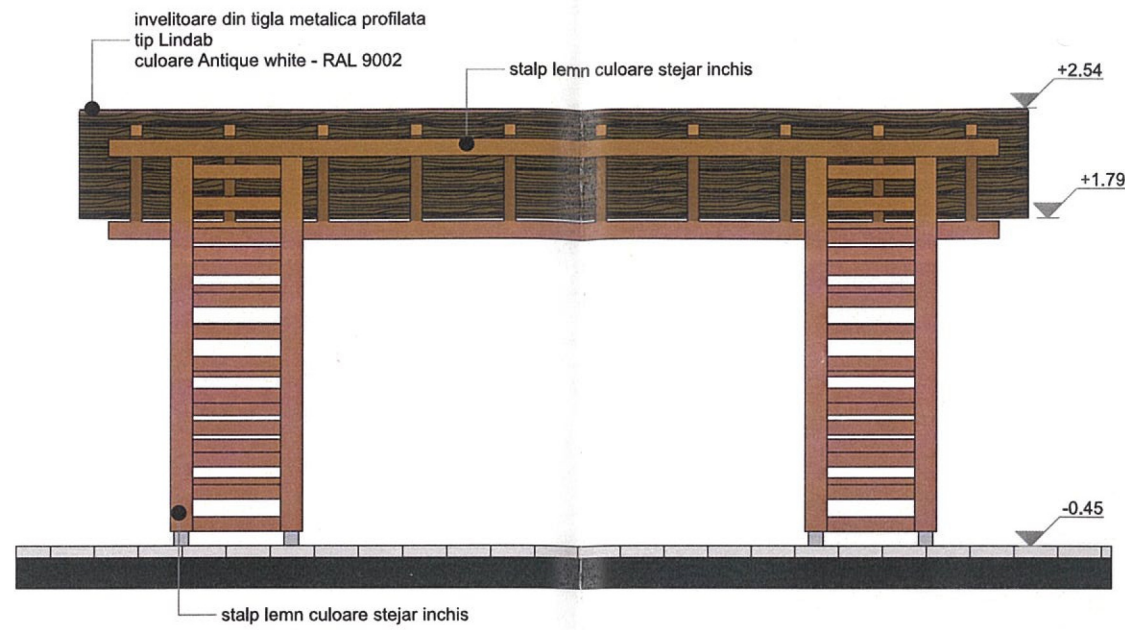 invelitoare din tigla metalica profilata
tip Lindab
culoare Antique white - RAL 9002
stalp lemn culoare stejar inchis
+2.54
+1.79
-0.45
stalp lemn culoare stejar inchis